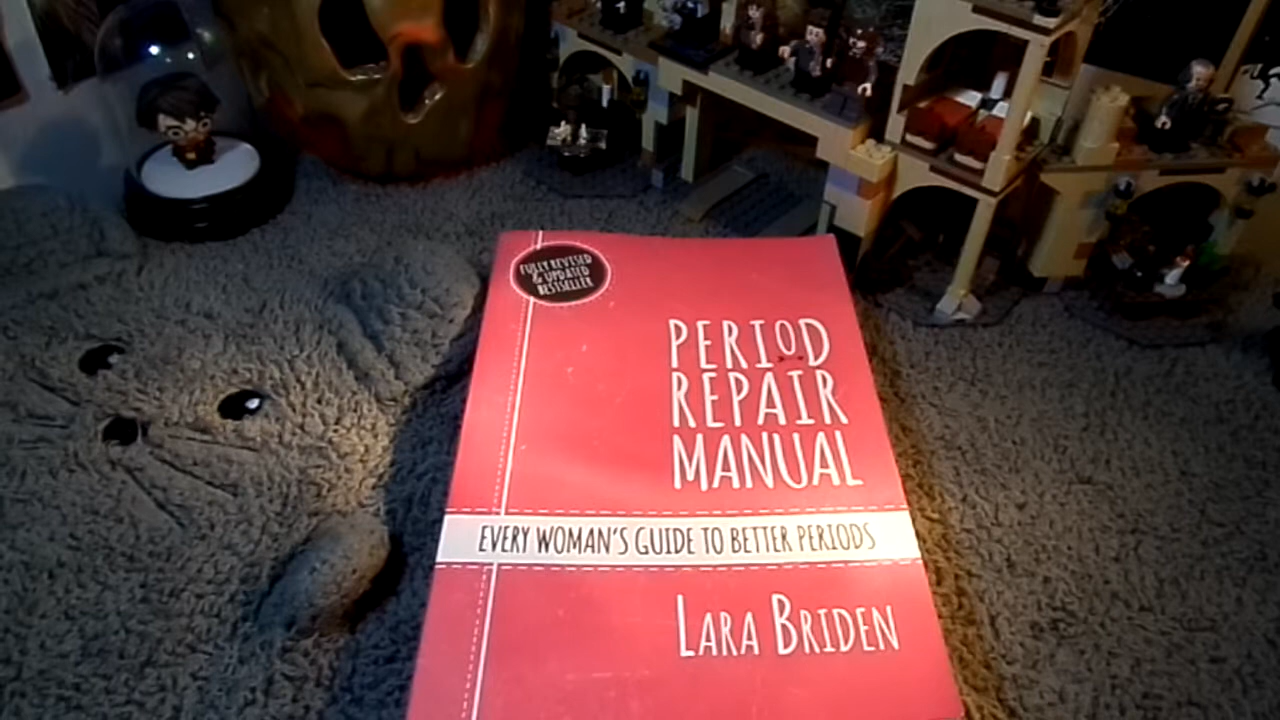 FULLY REVISED
& UPDATED
BESTSELLER
PERIOD
REPAIR
MANUAL
EVERY WOMAN'S GUIDE TO BETTER PERIODS
LARA BRIDEN